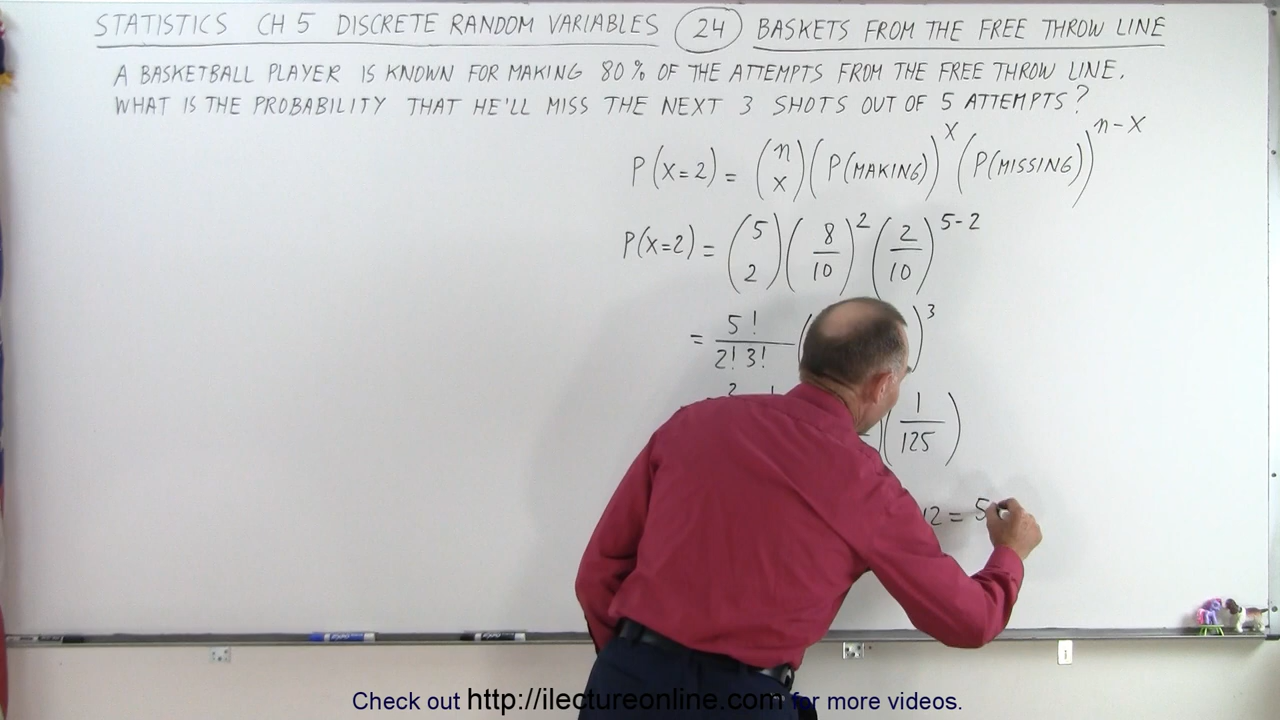 STATISTICS CH 5 DISCRETE RANDOM VARIABLES 24 BASKETS FROM THE FREE THROW LINE
A BASKETBALL PLAYER IS KNOWN FOR MAKING 80% OF THE ATTEMPTS FROM THE FREE THROW LINE.
WHAT IS THE PROBABILITY THAT HE'LL MISS THE NEXT 3 SHOTS OUT OF 5 ATTEMPTS?
P(X=2) = (n x)(P(MAKING))^X (P(MISSING))^n-X
P(X=2) = (5 2)(8/10)^2 (2/10)^5-2
= 5!/2!3! ( )^3
2 1 (1/125)
12 = 5
Check out http://ilectureonline.com for more videos.